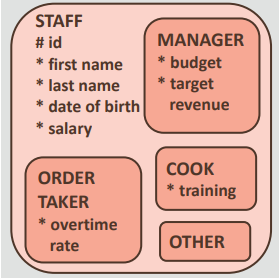 STAFF
# id
* first name
* last name
* date of birth
* salary
MANAGER
* budget
* target
revenue
ORDER
TAKER
* overtime
rate
COOK
* training
OTHER